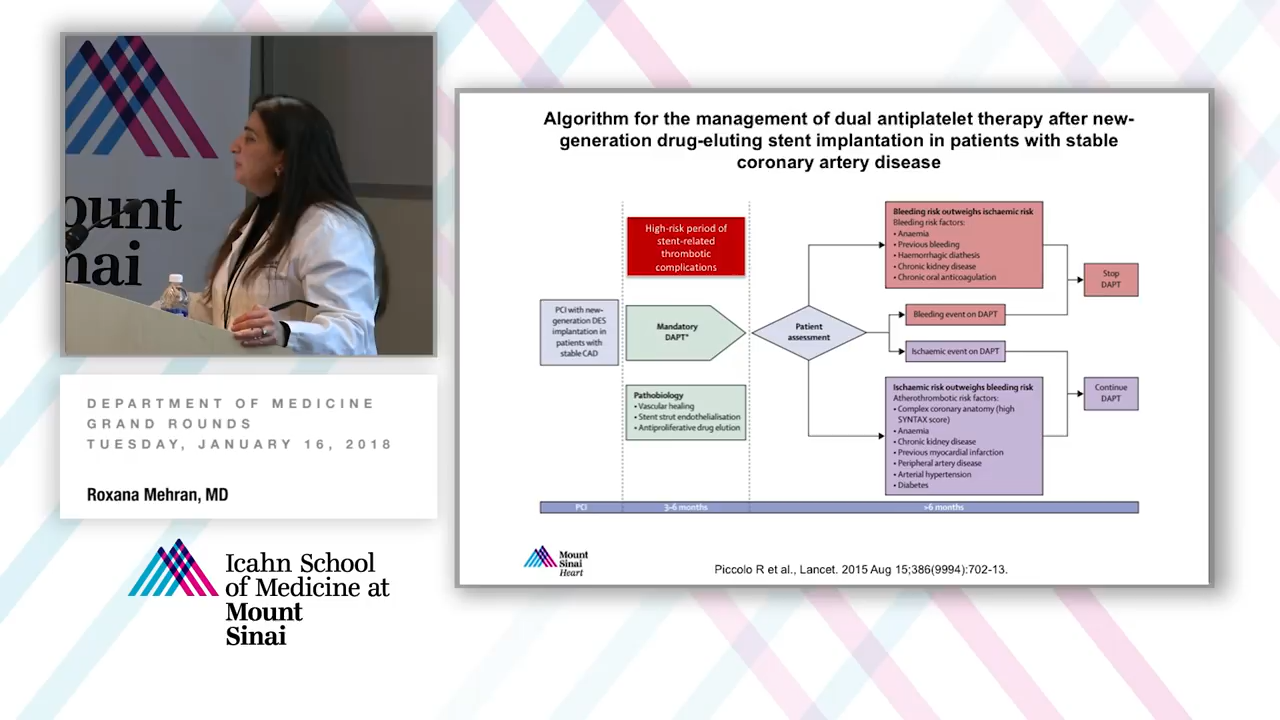 ount
nai
DEPARTMENT OF MEDICINE
GRAND ROUNDS
TUESDAY, JANUARY 16, 2018
Roxana Mehran, MD
Icahn School
of Medicine at
Mount
Sinai
Algorithm for the management of dual antiplatelet therapy after new-
generation drug-eluting stent implantation in patients with stable
coronary artery disease
PCI with new-
generation DES
implantation in
patients with
stable CAD
High-risk period of
stent-related
thrombotic
complications
Mandatory
DAPT*
Pathobiology
• Vascular healing
• Stent strut endothelialisation
• Antiproliferative drug elution
Patient
assessment
Bleeding risk outweighs ischaemic risk
Bleeding risk factors:
• Anaemia
• Previous bleeding
• Haemorrhagic diathesis
• Chronic kidney disease
• Chronic oral anticoagulation
Bleeding event on DAPT
Ischaemic event on DAPT
Ischaemic risk outweighs bleeding risk
Atherothrombotic risk factors:
• Complex coronary anatomy (high
SYNTAX score)
• Anaemia
• Chronic kidney disease
• Previous myocardial infarction
• Peripheral artery disease
• Arterial hypertension
• Diabetes
Stop
DAPT
Continue
DAPT
PCI
3-6 months
>6 months
Mount
Sinai
Heart
Piccolo R et al., Lancet. 2015 Aug 15;386(9994):702-13.